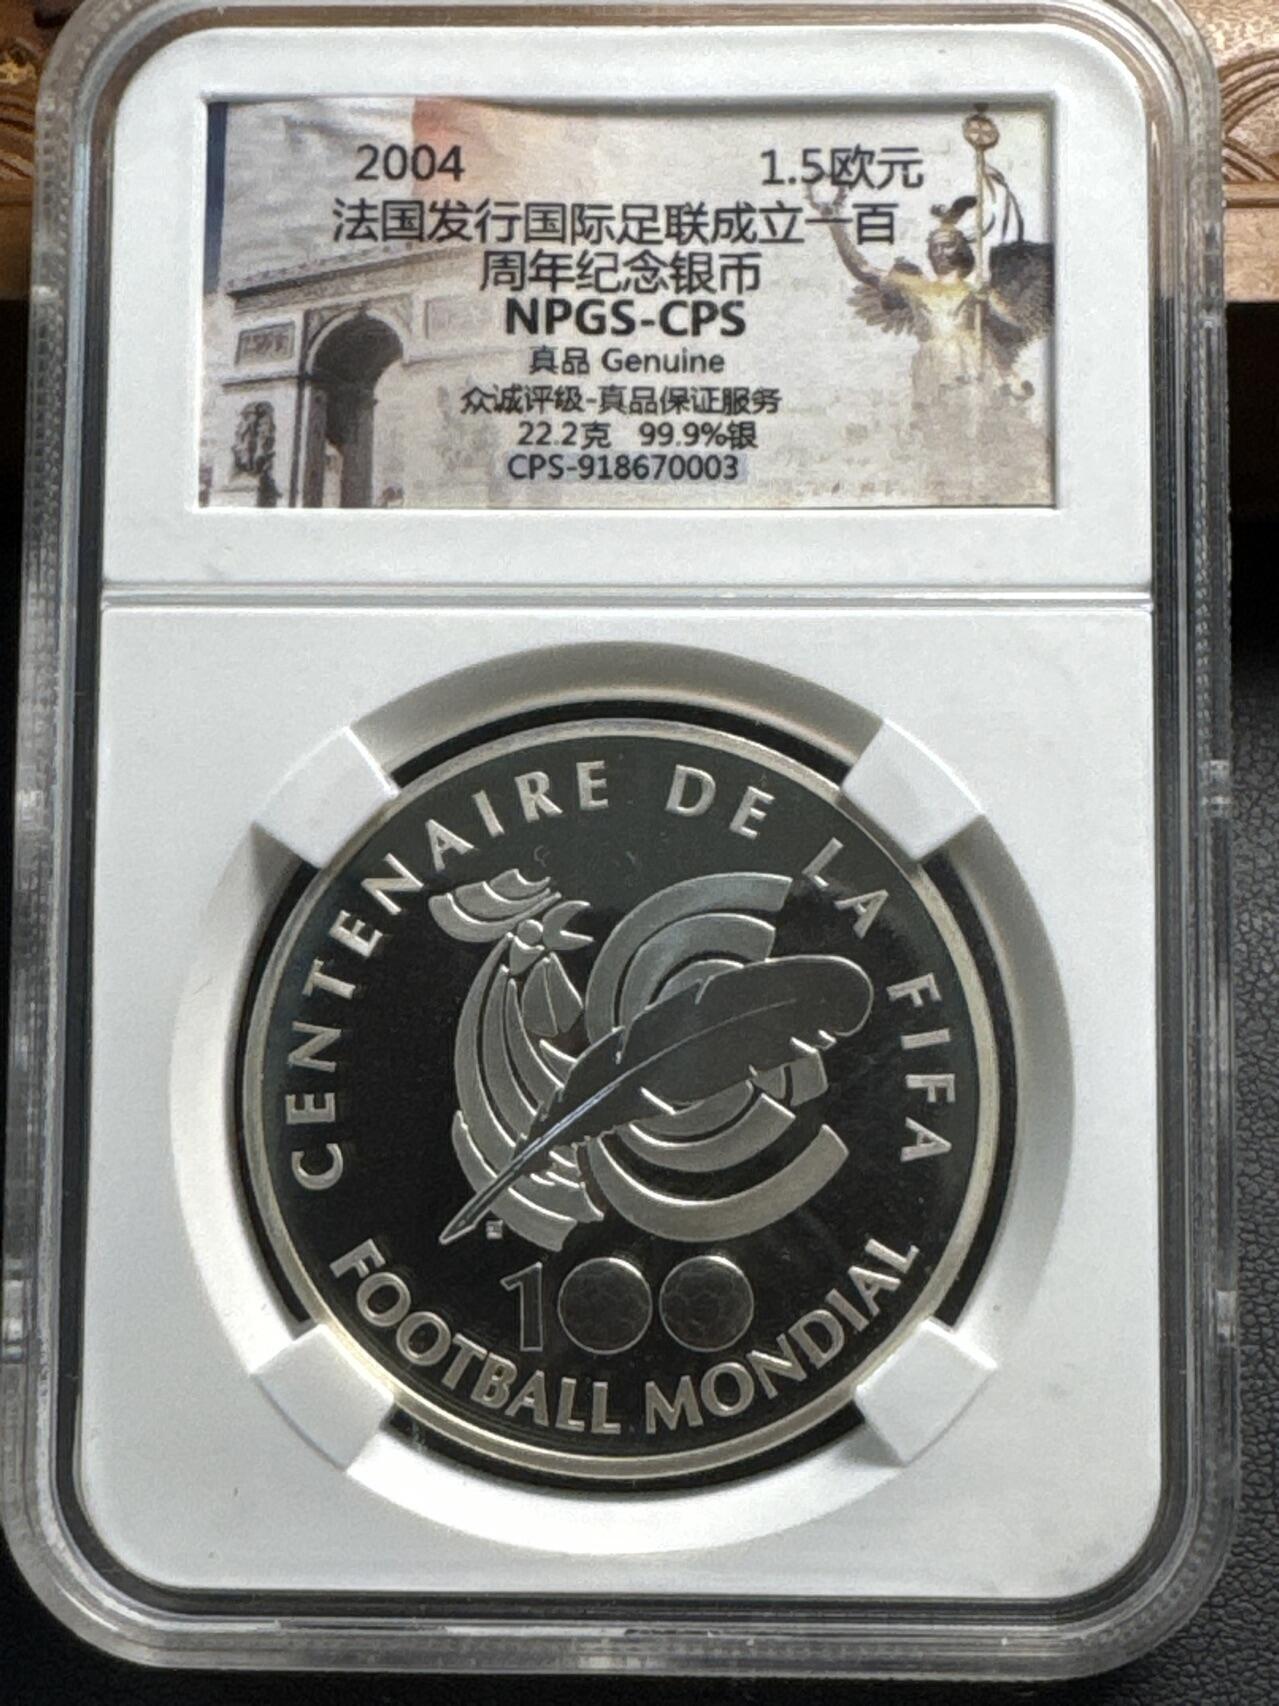 2004 1.5欧元
法国发行国际足联成立一百
周年纪念银币
NPGS-CPS
真品 Genuine
众诚评级-真品保证服务
22.2克 99.9%银
CPS-918670003
CENTENAIRE DE LA FIFA
100
FOOTBALL MONDIAL